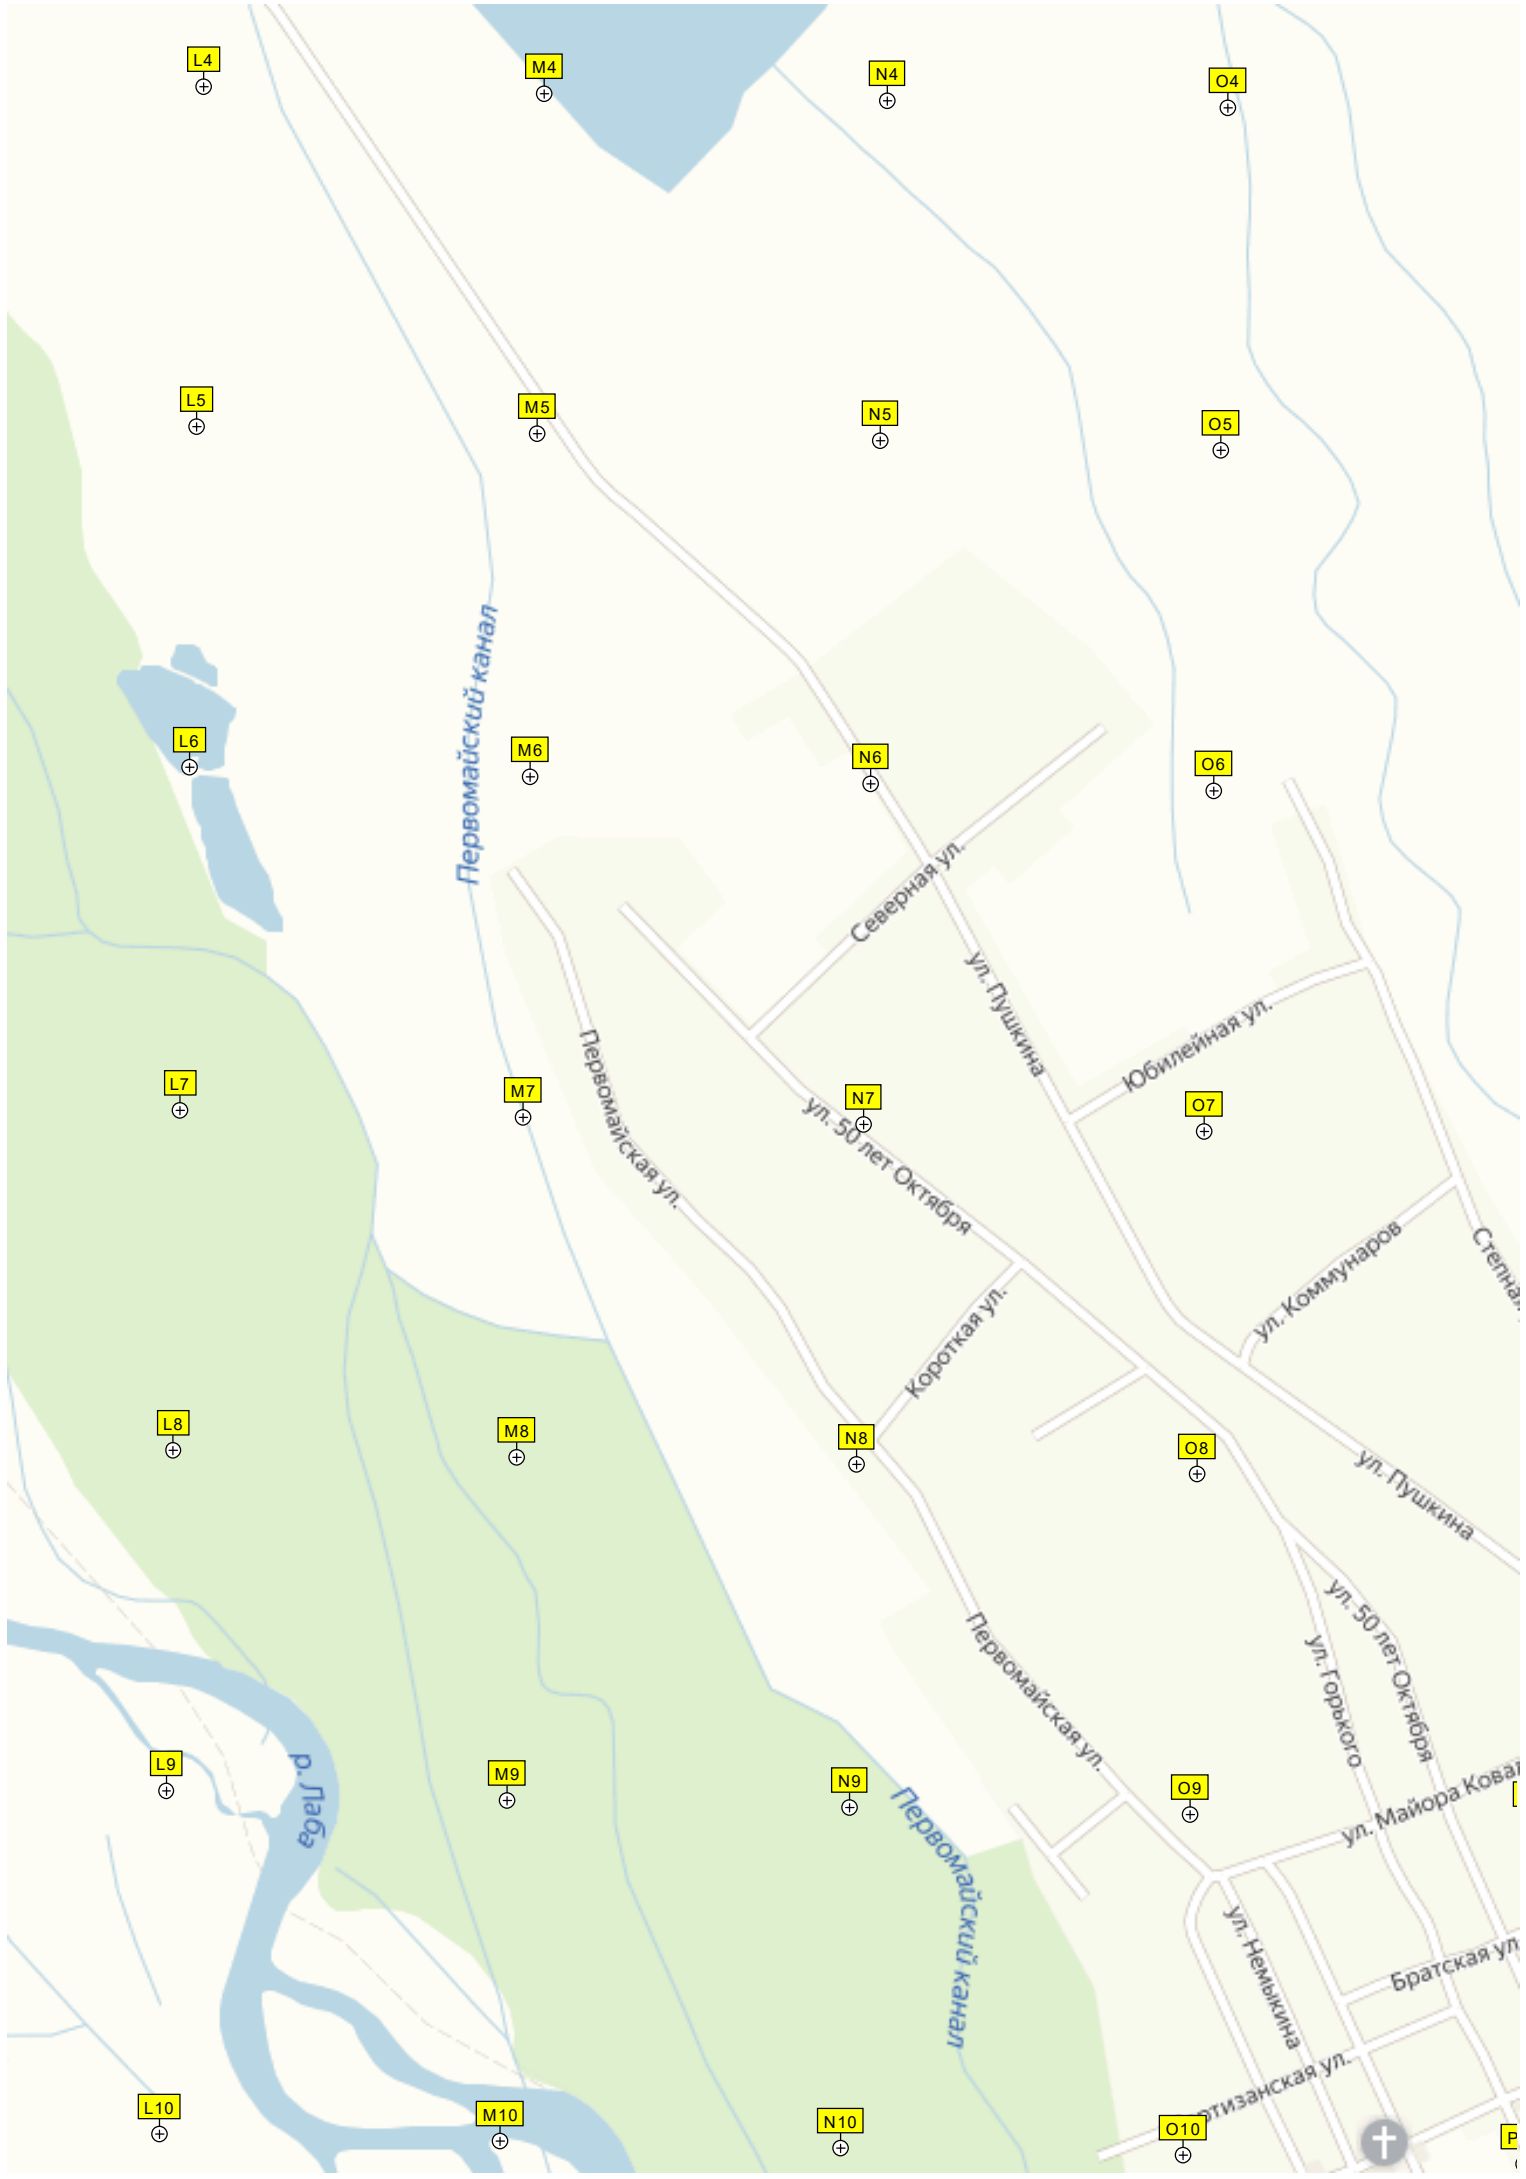 L4
M4
N4
O4
L5
M5
N5
O5
Первомайский канал
L6
M6
N6
O6
Северная ул.
ул. Пушкина
Юбилейная ул.
L7
M7
N7
O7
Первомайская ул.
ул. 50 лет Октября
ул. Коммунаров
Короткая ул.
L8
M8
N8
O8
ул. Пушкина
ул. 50 лет Октября
Первомайская ул.
ул. Горького
р. Лаба
L9
M9
N9
O9
Первомайский канал
ул. Майора
ул. Немыкина
Братская ул.
L10
M10
N10
O10